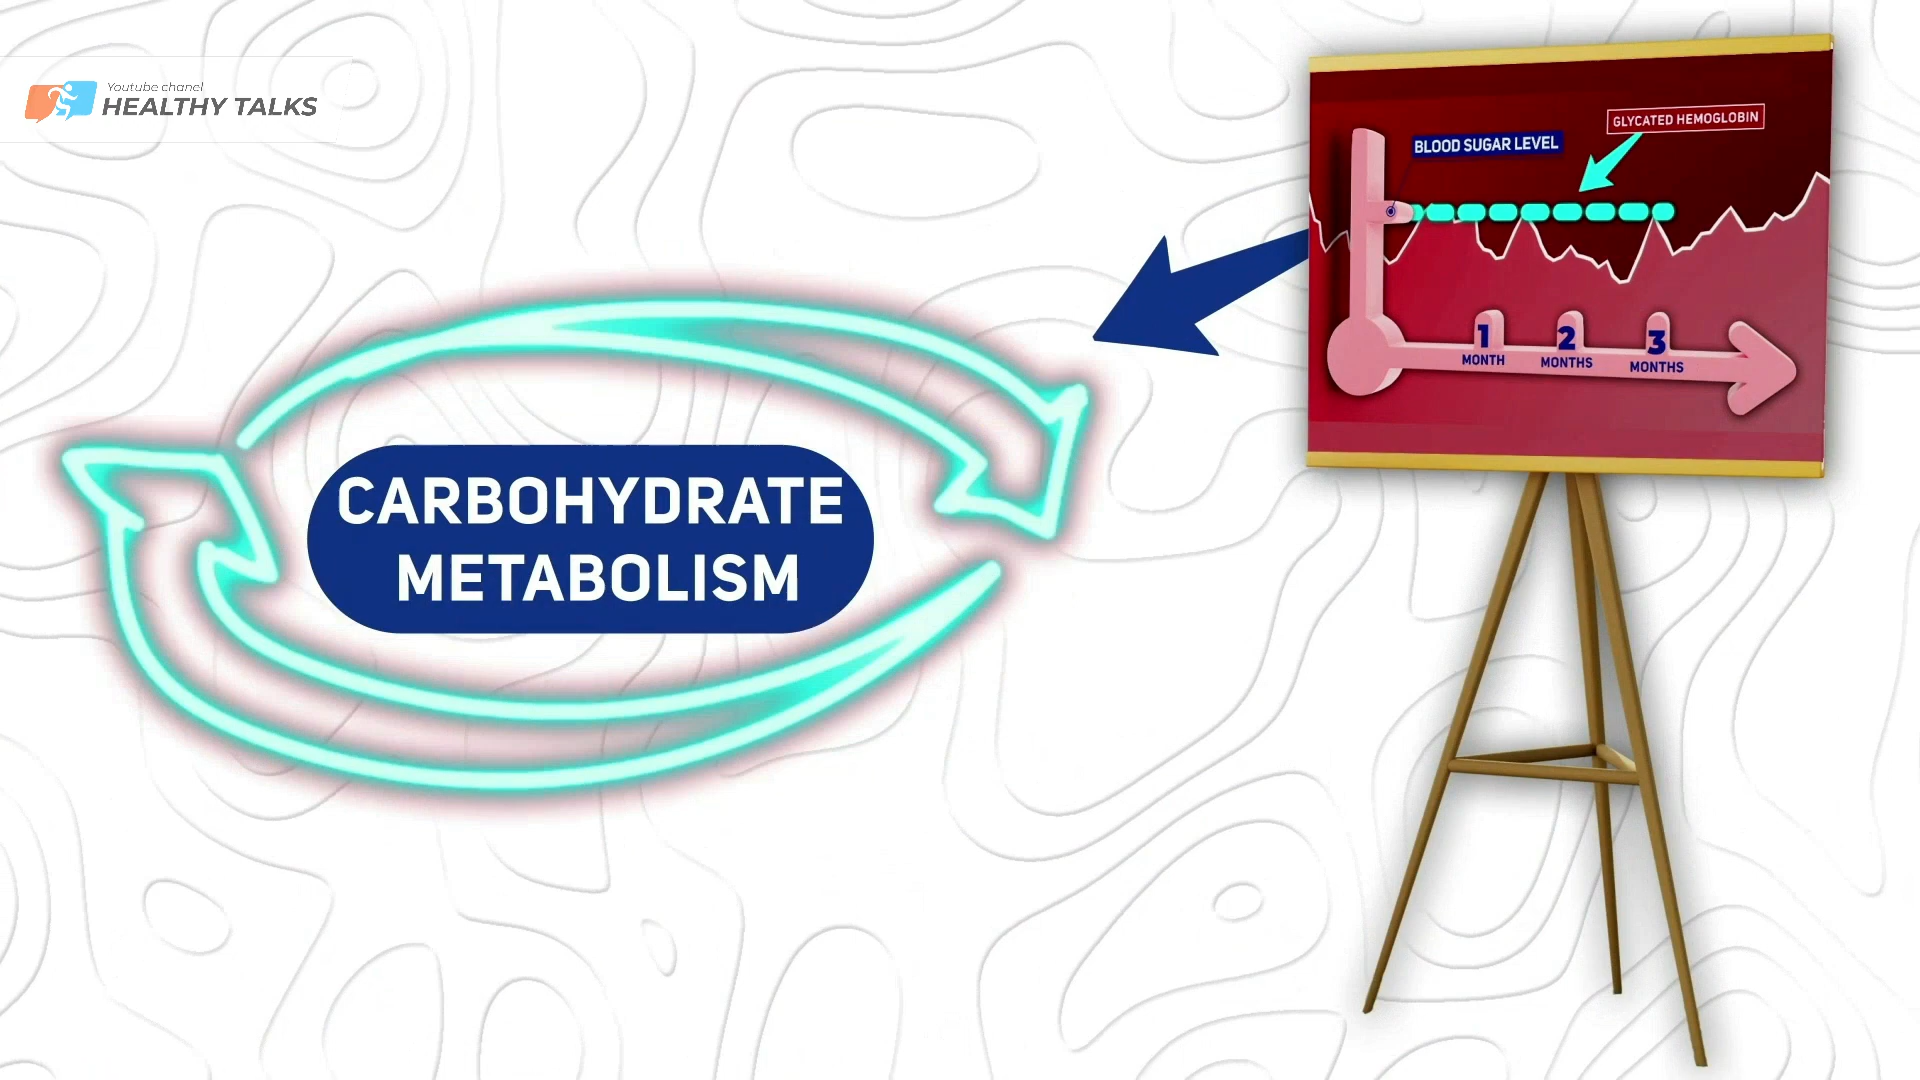 Youtube chanel
HEALTHY TALKS
CARBOHYDRATE
METABOLISM
BLOOD SUGAR LEVEL
GLYCATED HEMOGLOBIN
1
MONTH
2
MONTHS
3
MONTHS